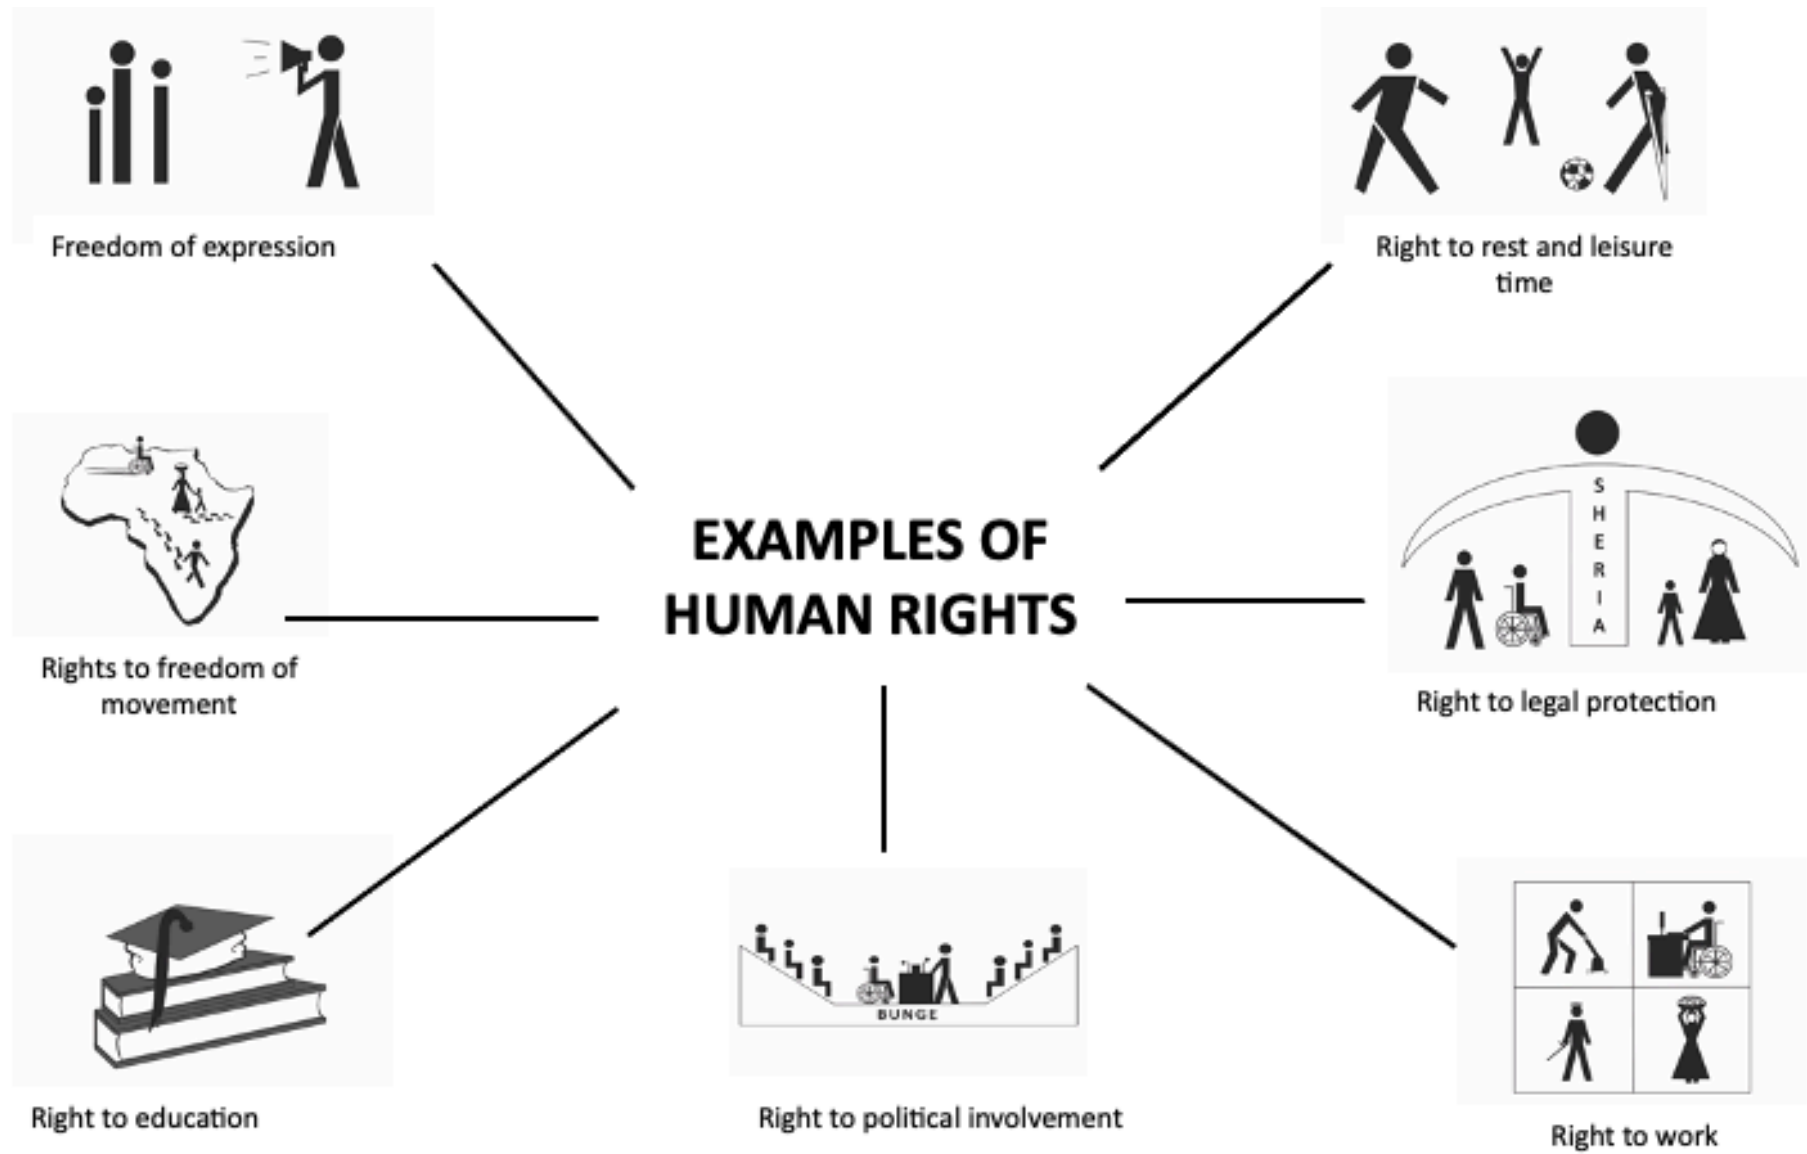 Freedom of expression
Right to rest and leisure
time
EXAMPLES OF
HUMAN RIGHTS
SHERIA
Rights to freedom of
movement
Right to legal protection
BUNGE
Right to education
Right to political involvement
Right to work